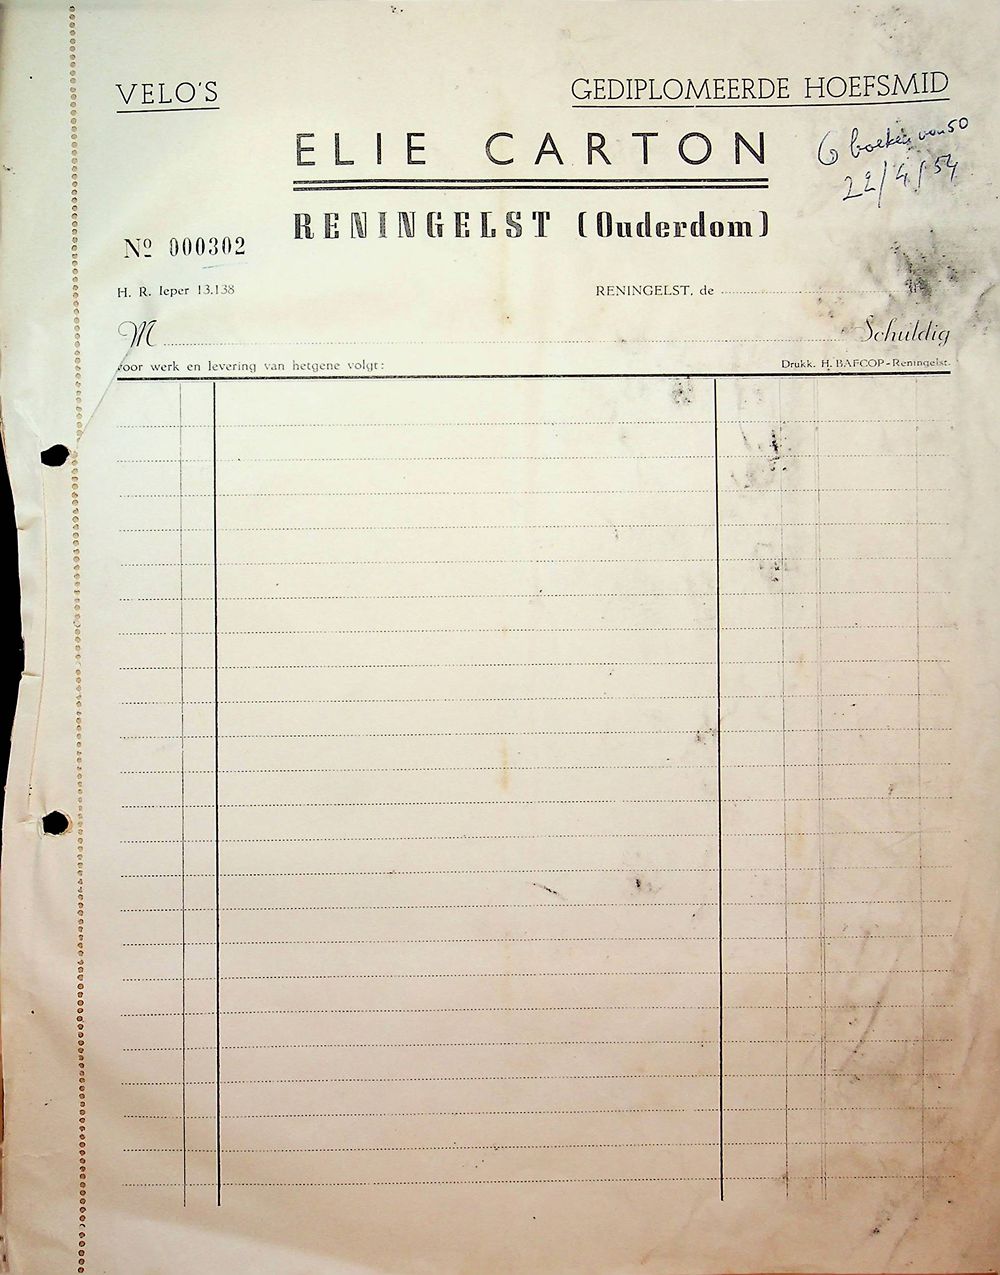 VELO'S
GEDIPLOMEERDE HOEFSMID
ELIE CARTON
6 boeken van 50
22/4/54
RENINGELST (Ouderdom)
Nº 000302
H. R. Ieper 13.138
RENINGELST, de
M Schuldig
voor werk en levering van hetgene volgt:
Drukk. H. BAFCOP-Reningelst.